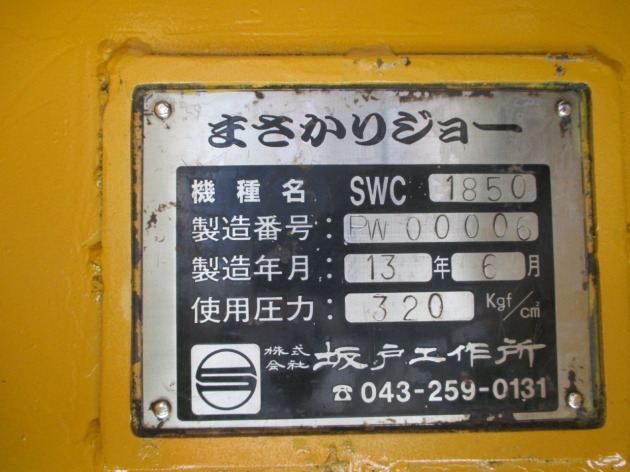 まさかりジョー
機種名 SWC 1850
製造番号: PW00006
製造年月: 13年6月
使用圧力: 320 Kgf/cm²
株式会社 坂戸工作所
☎043-259-0131